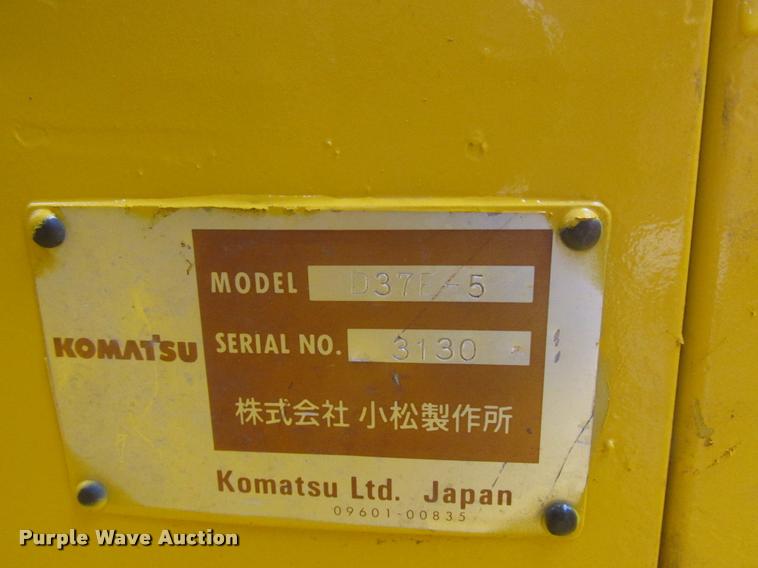 MODEL D37E-5
KOMATSU
SERIAL NO. 3130
株式会社 小松製作所
Komatsu Ltd. Japan
09601-00835
Purple Wave Auction